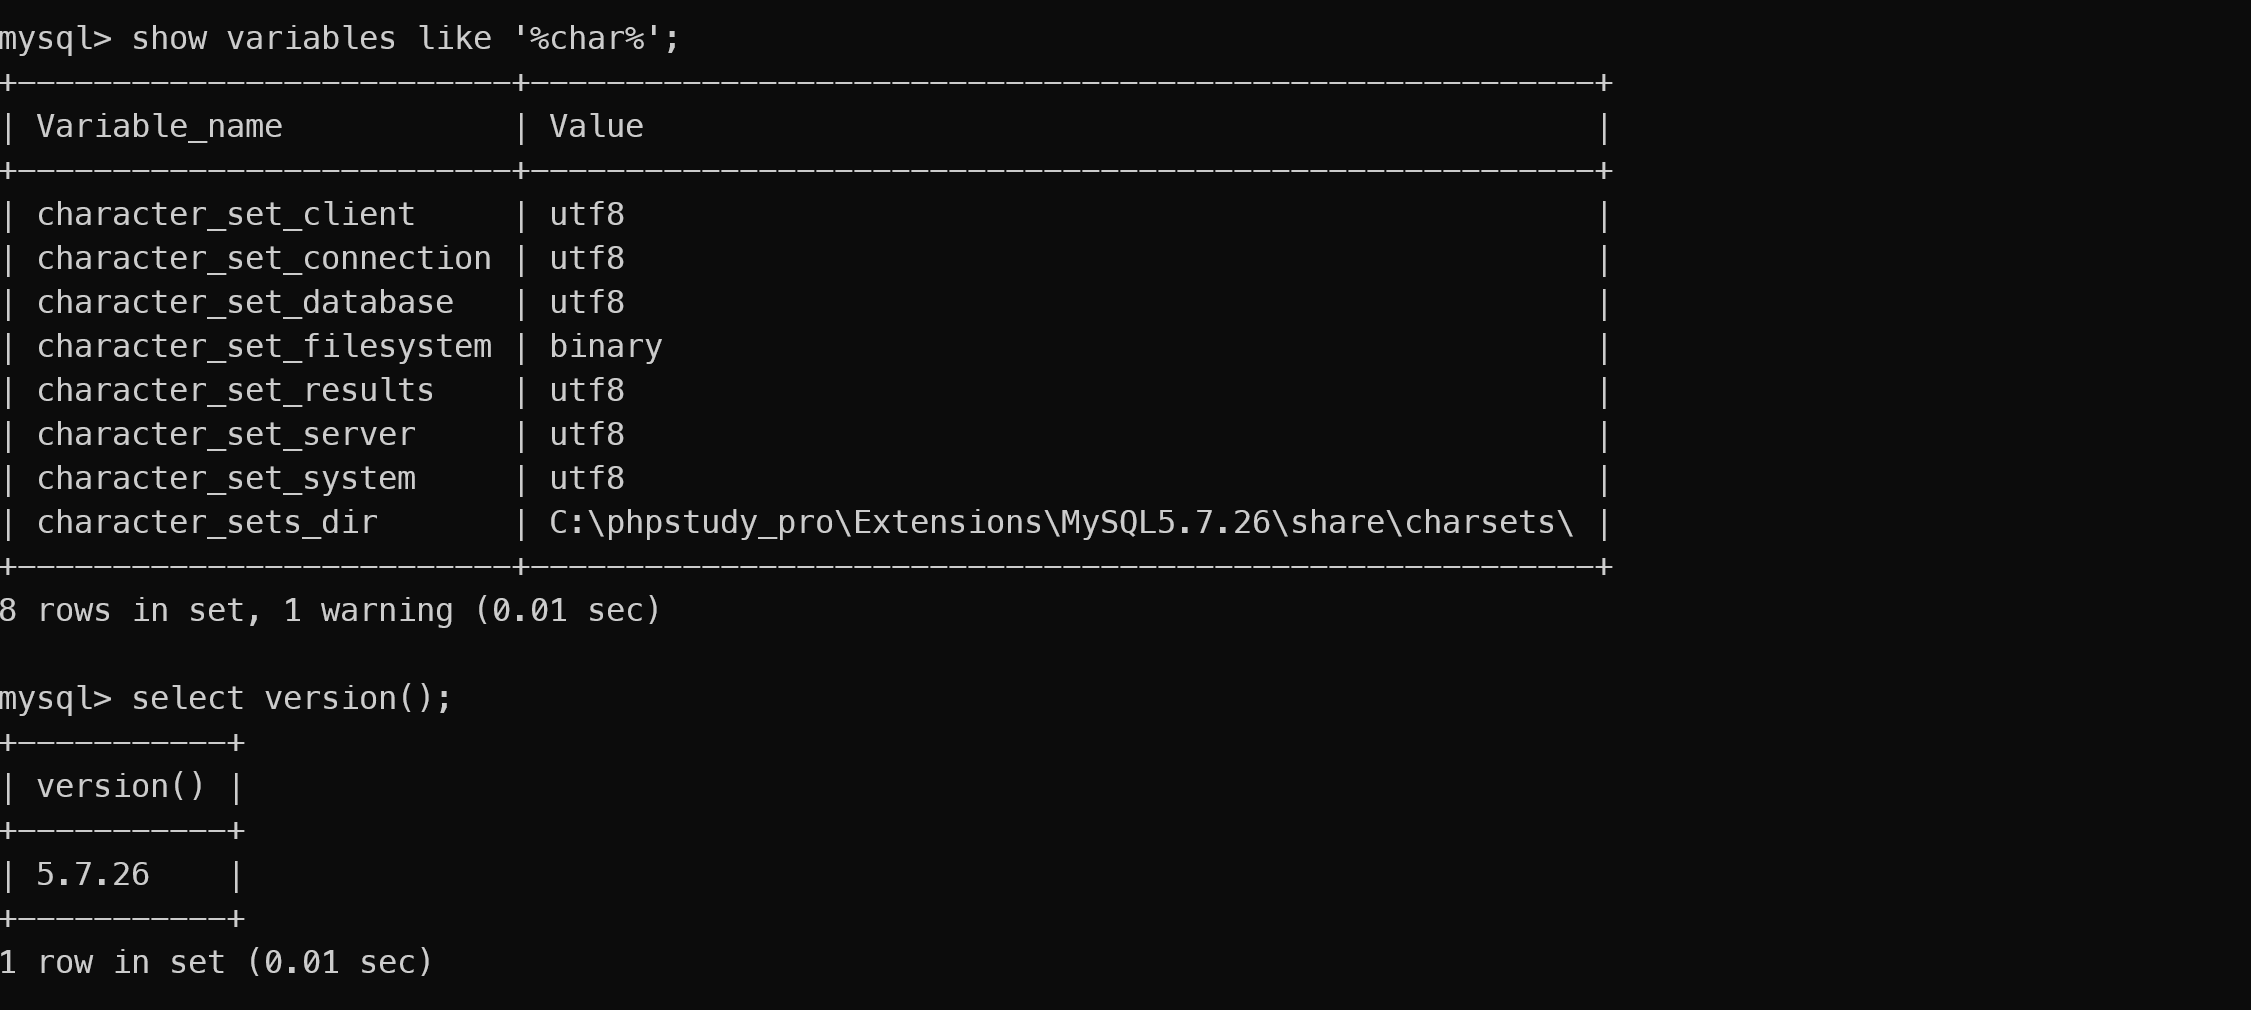 mysql> show variables like '%char%';
+--------------------------+--------------------------------------------------------+
| Variable_name            | Value                                                  |
+--------------------------+--------------------------------------------------------+
| character_set_client     | utf8                                                   |
| character_set_connection | utf8                                                   |
| character_set_database   | utf8                                                   |
| character_set_filesystem | binary                                                 |
| character_set_results    | utf8                                                   |
| character_set_server     | utf8                                                   |
| character_set_system     | utf8                                                   |
| character_sets_dir       | C:\phpstudy_pro\Extensions\MySQL5.7.26\share\charsets\ |
+--------------------------+--------------------------------------------------------+
8 rows in set, 1 warning (0.01 sec)

mysql> select version();
+-----------+
| version() |
+-----------+
| 5.7.26    |
+-----------+
1 row in set (0.01 sec)